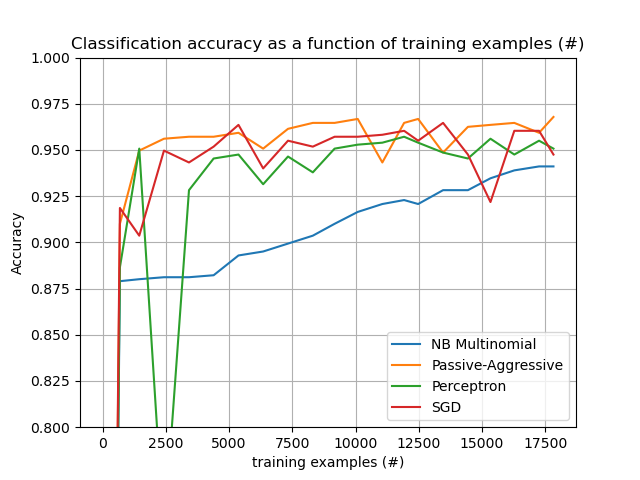 Classification accuracy as a function of training examples (#)
1.000
0.975
0.950
0.925
0.900
0.875
0.850
0.825
0.800
Accuracy
NB Multinomial
Passive-Aggressive
Perceptron
SGD
0 2500 5000 7500 10000 12500 15000 17500
training examples (#)